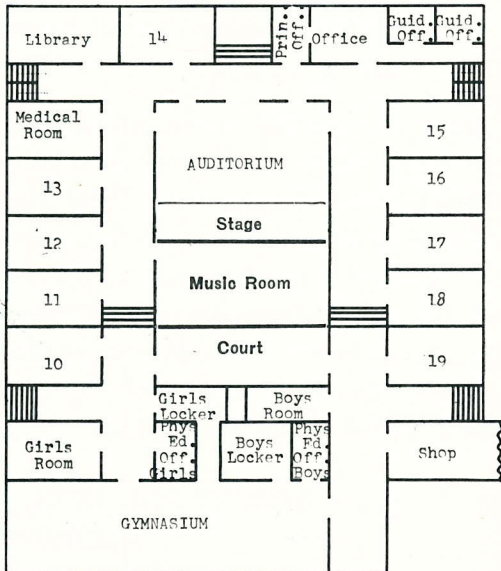 Library
14
Prin.
Off.
Office
Guid.
Off.
Guid.
Off.
Medical
Room
15
AUDITORIUM
13
16
Stage
12
17
Music Room
11
18
Court
10
19
Girls
Locker
Boys
Room
Girls
Room
Phys
Ed.
Off.
Girls
Boys
Locker
Phys
Ed.
Off.
Boys
Shop
GYMNASIUM